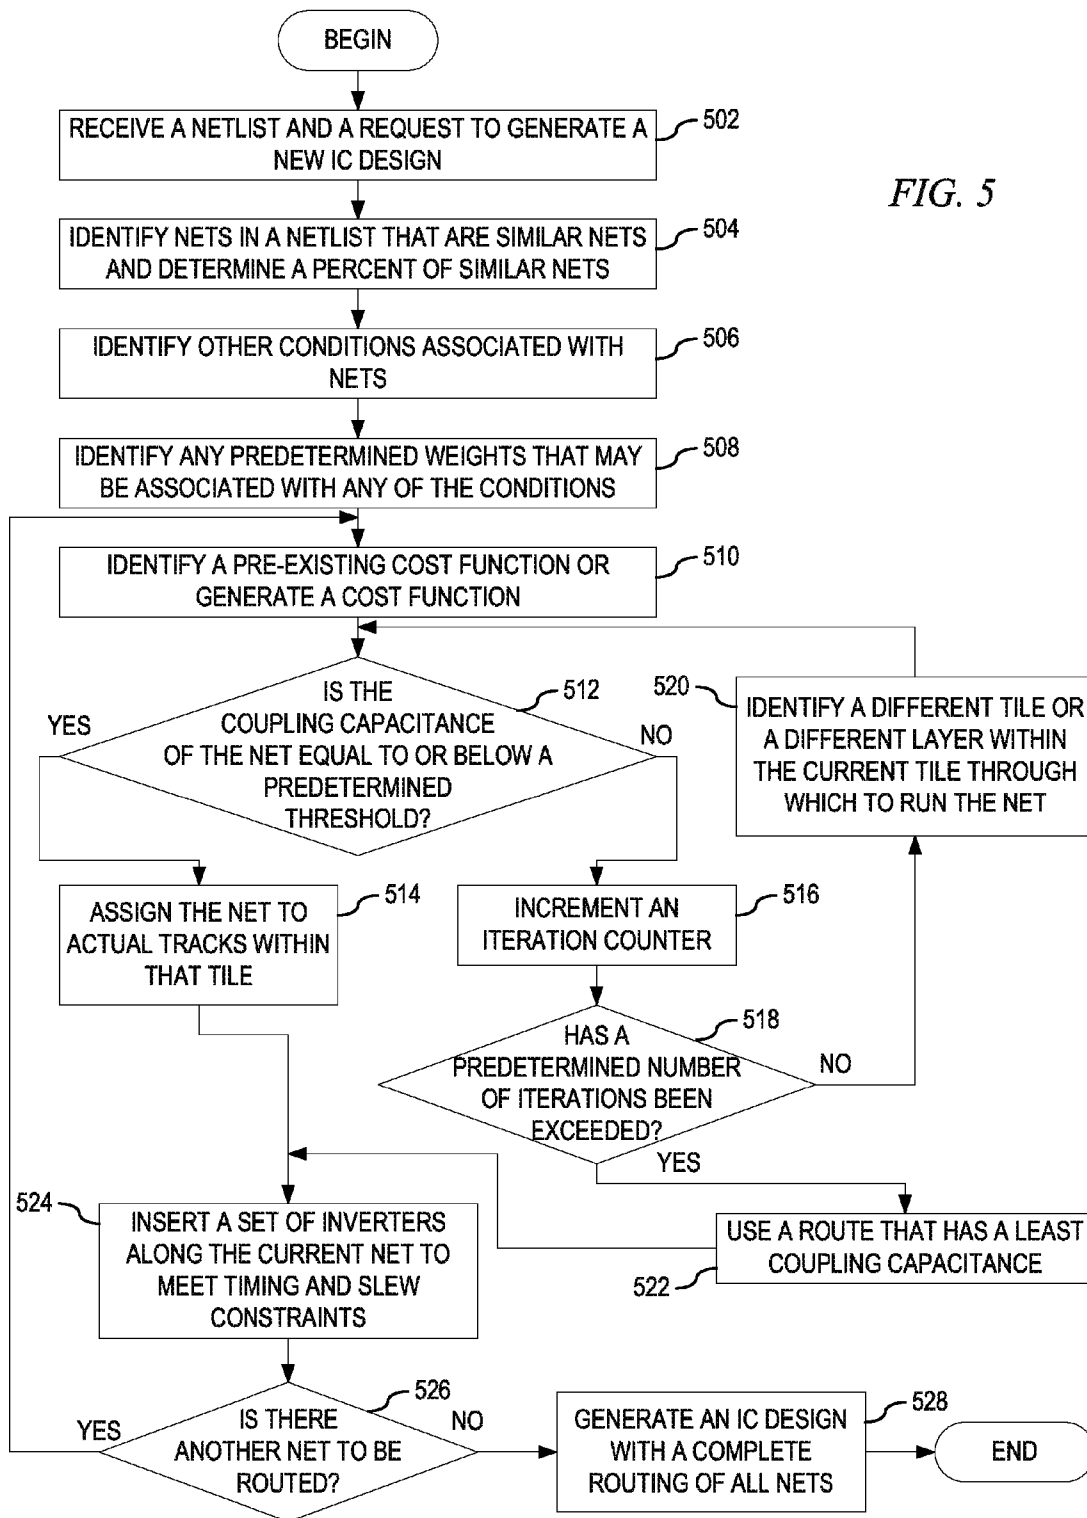 BEGIN
RECEIVE A NETLIST AND A REQUEST TO GENERATE A
NEW IC DESIGN
502
FIG. 5
IDENTIFY NETS IN A NETLIST THAT ARE SIMILAR NETS
AND DETERMINE A PERCENT OF SIMILAR NETS
504
IDENTIFY OTHER CONDITIONS ASSOCIATED WITH
NETS
506
IDENTIFY ANY PREDETERMINED WEIGHTS THAT MAY
BE ASSOCIATED WITH ANY OF THE CONDITIONS
508
IDENTIFY A PRE-EXISTING COST FUNCTION OR
GENERATE A COST FUNCTION
510
IS THE
COUPLING CAPACITANCE
OF THE NET EQUAL TO OR BELOW A
PREDETERMINED
THRESHOLD?
512
YES
NO
520
IDENTIFY A DIFFERENT TILE OR
A DIFFERENT LAYER WITHIN
THE CURRENT TILE THROUGH
WHICH TO RUN THE NET
ASSIGN THE NET TO
ACTUAL TRACKS WITHIN
THAT TILE
514
INCREMENT AN
ITERATION COUNTER
516
HAS A
PREDETERMINED NUMBER
OF ITERATIONS BEEN
EXCEEDED?
518
NO
YES
524
INSERT A SET OF INVERTERS
ALONG THE CURRENT NET TO
MEET TIMING AND SLEW
CONSTRAINTS
USE A ROUTE THAT HAS A LEAST
COUPLING CAPACITANCE
522
IS THERE
ANOTHER NET TO BE
ROUTED?
526
YES
NO
GENERATE AN IC DESIGN
WITH A COMPLETE
ROUTING OF ALL NETS
528
END